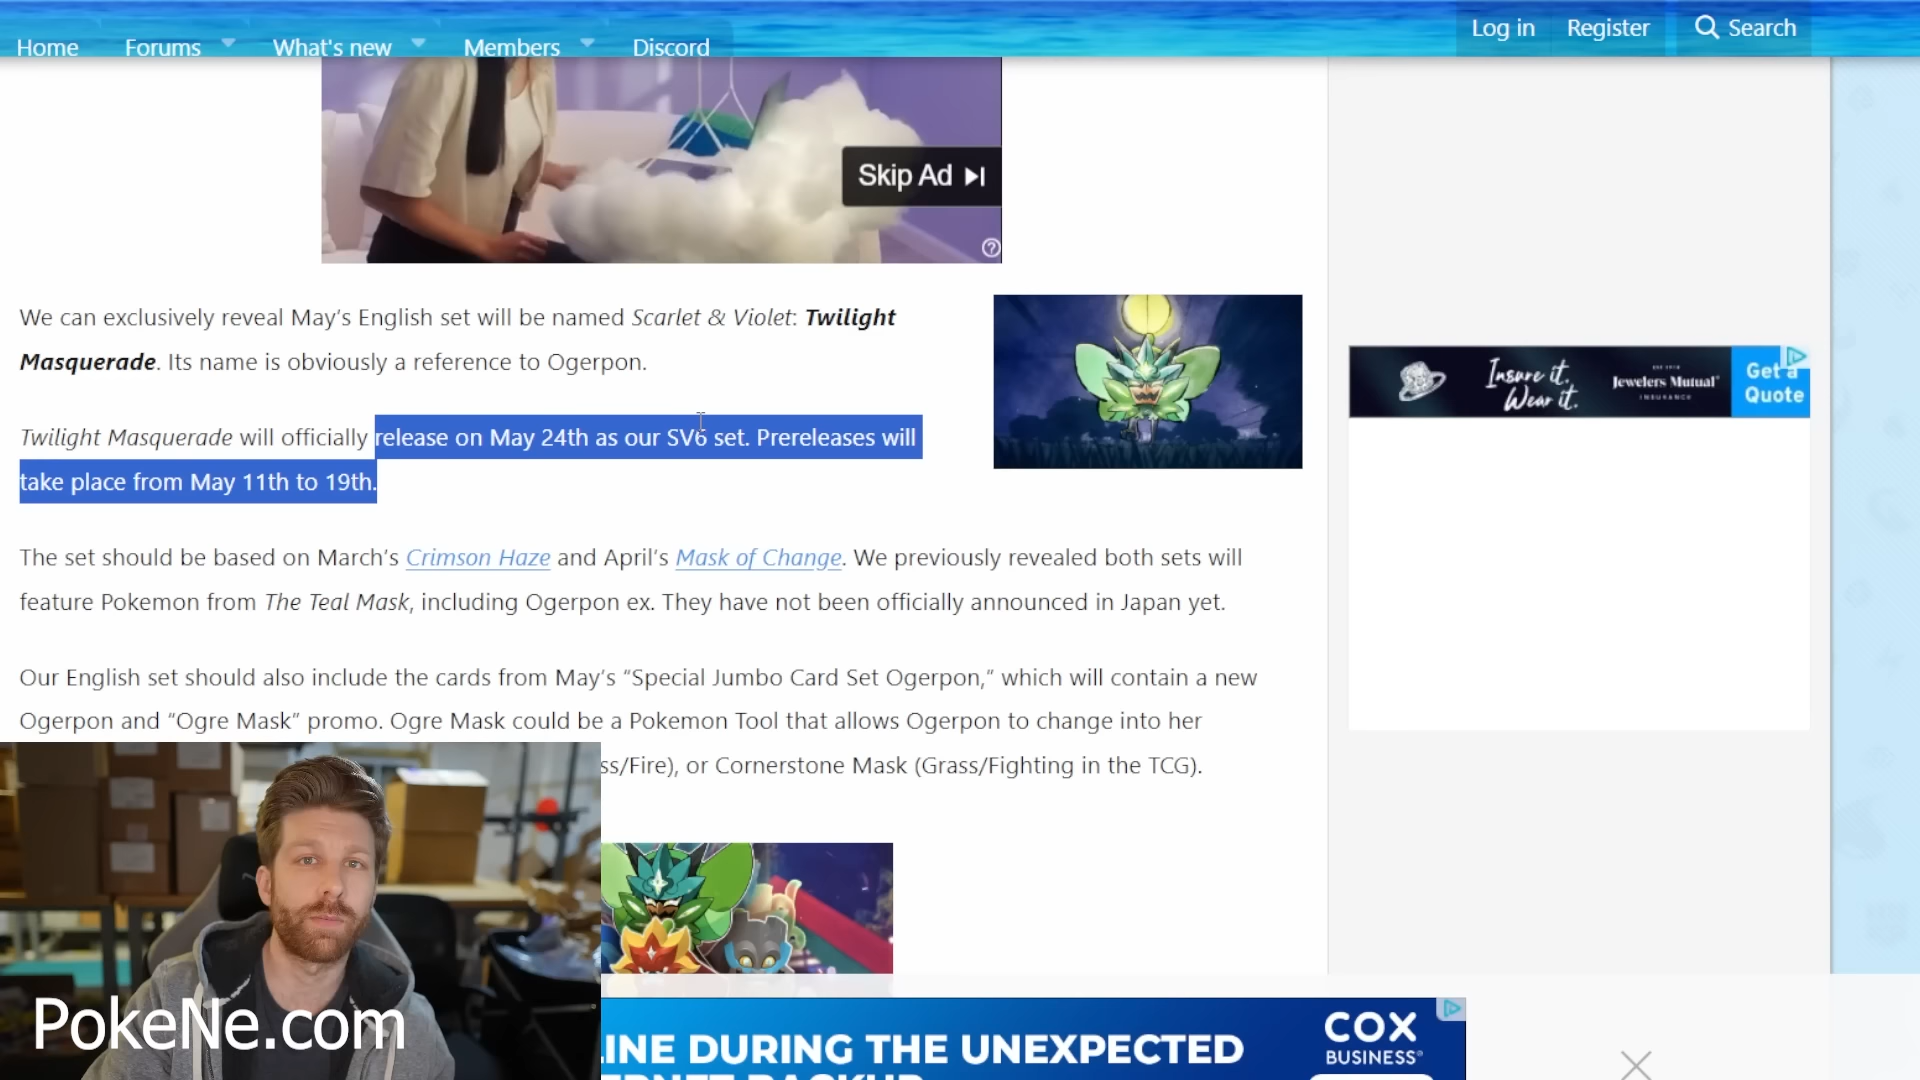 Home Forums What's new Members Discord Log in Register Search
Skip Ad
We can exclusively reveal May's English set will be named Scarlet & Violet: Twilight
Masquerade. Its name is obviously a reference to Ogerpon.
Twilight Masquerade will officially release on May 24th as our SV6 set. Prereleases will
take place from May 11th to 19th.
The set should be based on March's Crimson Haze and April's Mask of Change. We previously revealed both sets will
feature Pokemon from The Teal Mask, including Ogerpon ex. They have not been officially announced in Japan yet.
Our English set should also include the cards from May's “Special Jumbo Card Set Ogerpon,” which will contain a new
Ogerpon and “Ogre Mask” promo. Ogre Mask could be a Pokemon Tool that allows Ogerpon to change into her
ss/Fire), or Cornerstone Mask (Grass/Fighting in the TCG).
Insure it.
Wear it.
Jewelers Mutual
INSURANCE
Get a
Quote
PokeNe.com
LINE DURING THE UNEXPECTED
COX
BUSINESS